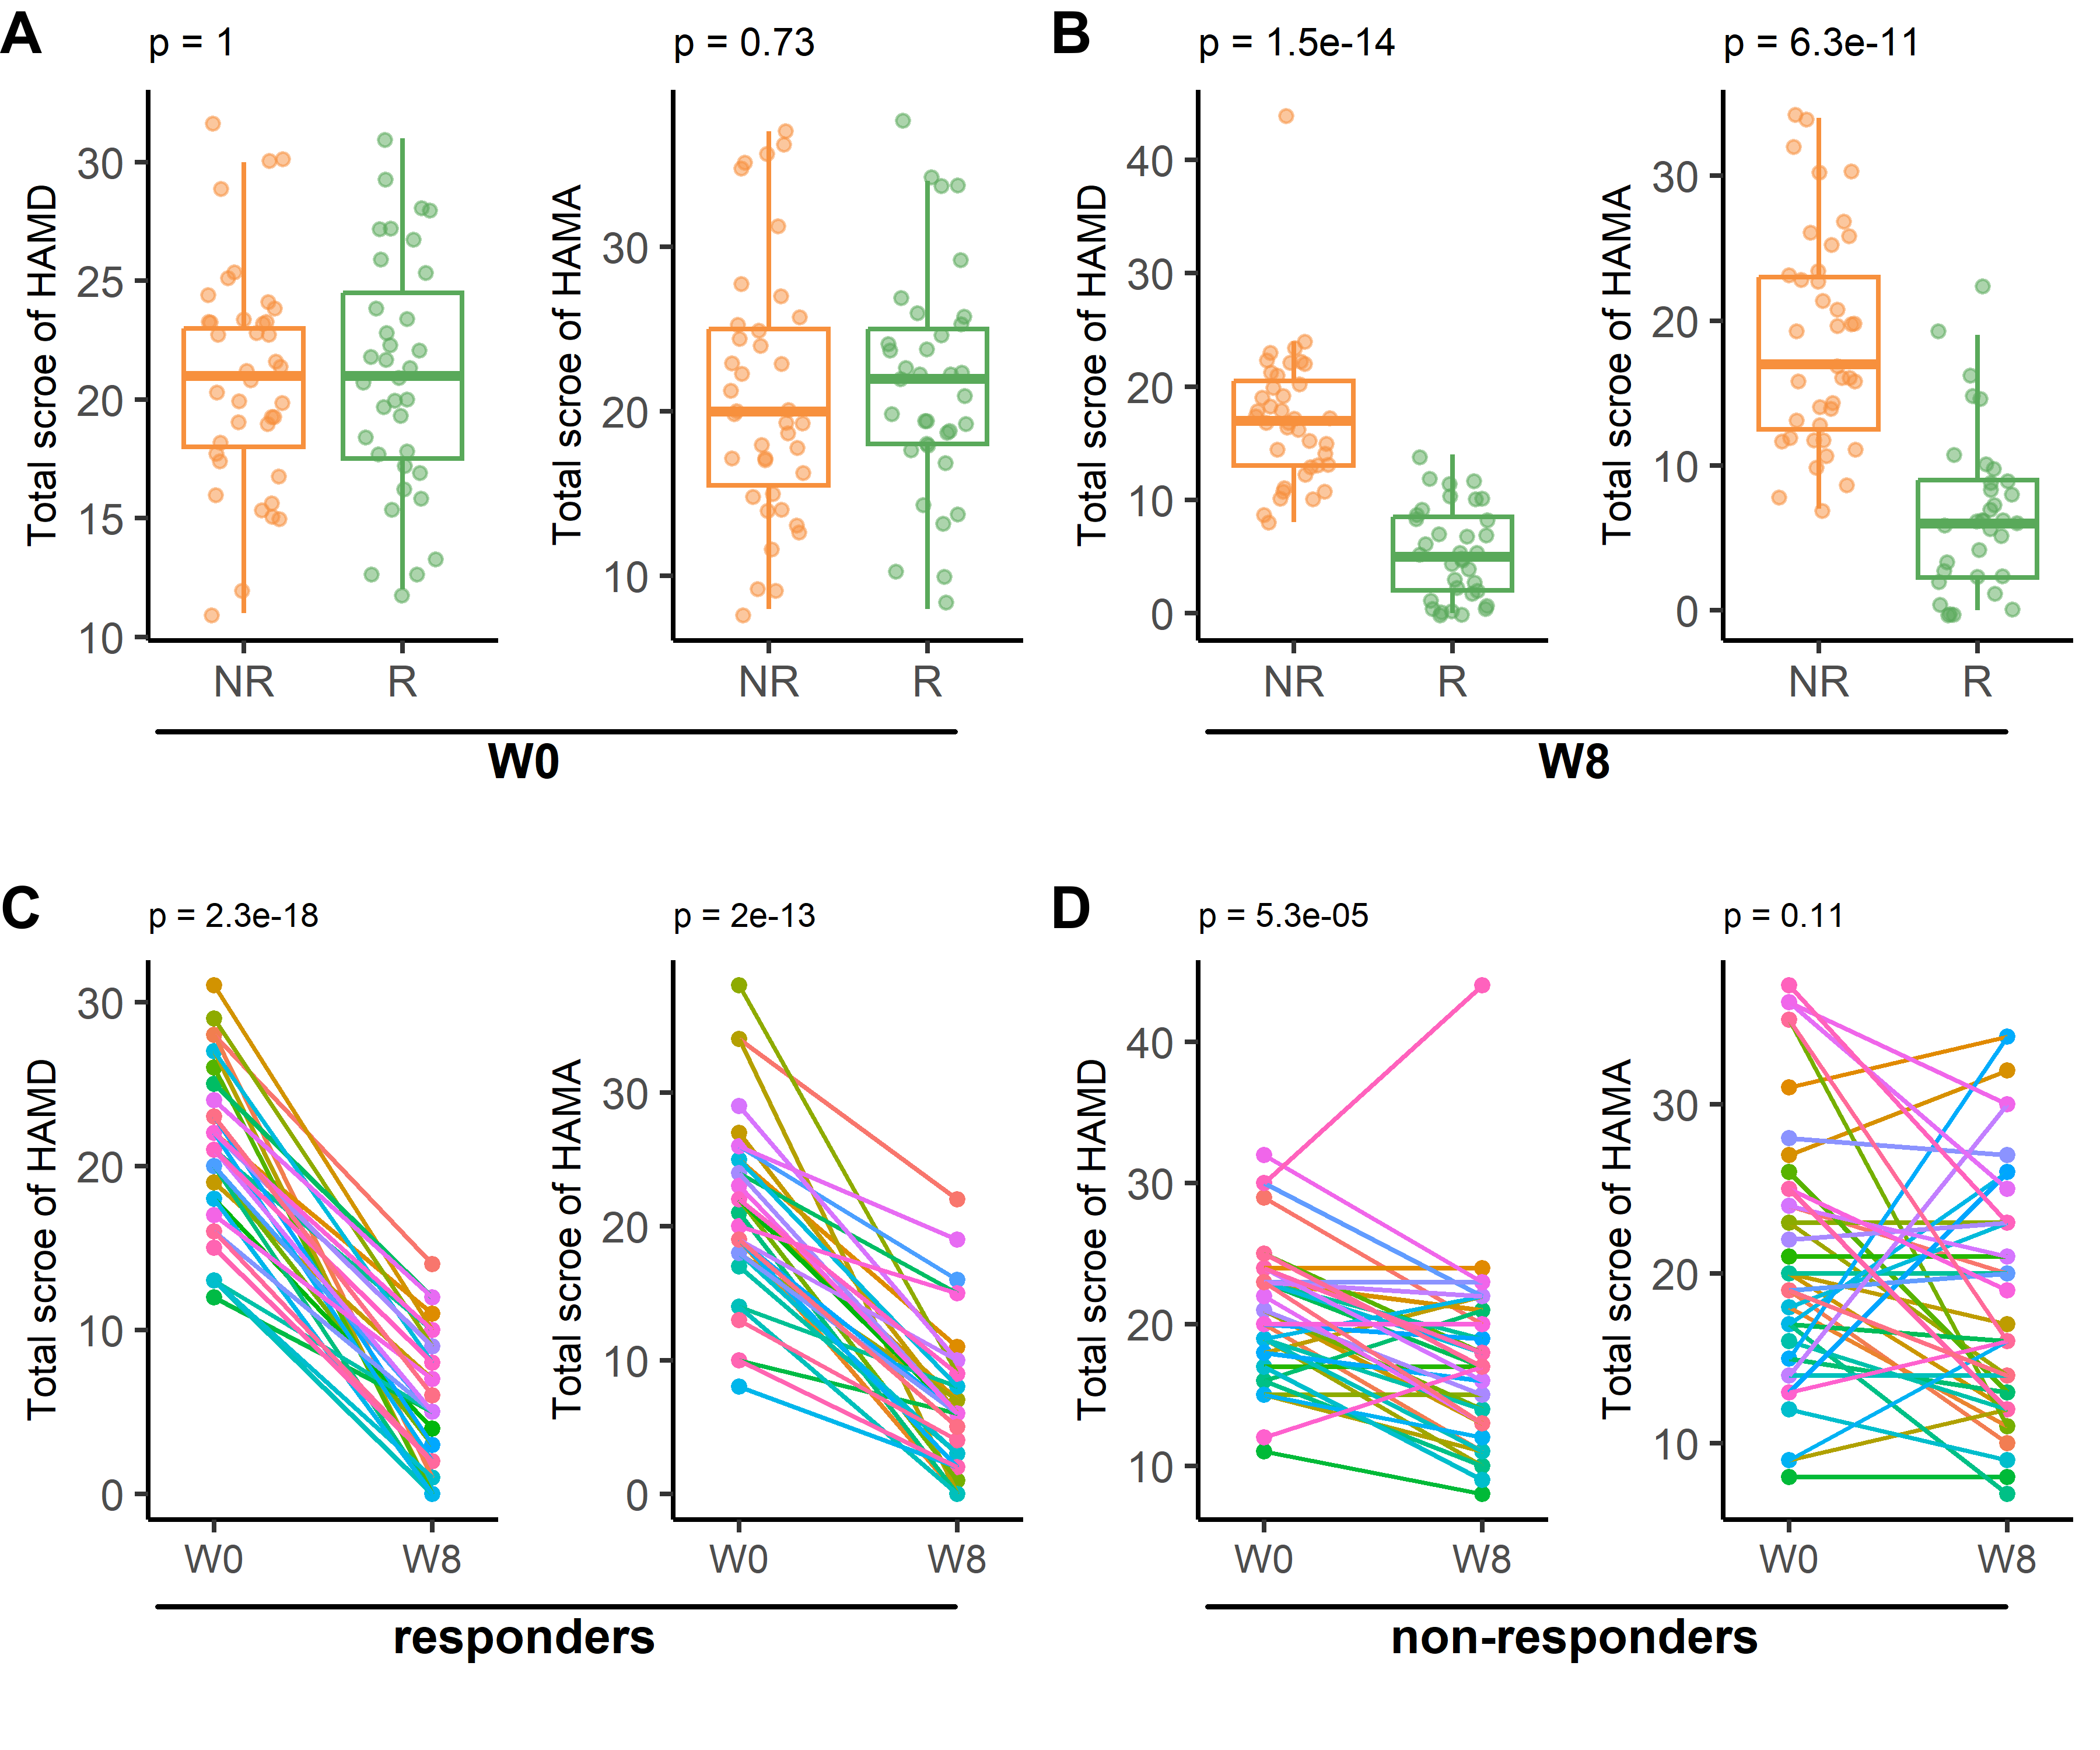 A
p = 1
Total scroe of HAMD
30
25
20
15
10
NR
R
p = 0.73
Total scroe of HAMA
30
20
10
NR
R
W0
B
p = 1.5e-14
Total scroe of HAMD
40
30
20
10
0
NR
R
p = 6.3e-11
Total scroe of HAMA
30
20
10
0
NR
R
W8
C
p = 2.3e-18
Total scroe of HAMD
30
20
10
0
W0
W8
p = 2e-13
Total scroe of HAMA
30
20
10
0
W0
W8
responders
D
p = 5.3e-05
Total scroe of HAMD
40
30
20
10
W0
W8
p = 0.11
Total scroe of HAMA
30
20
10
W0
W8
non-responders